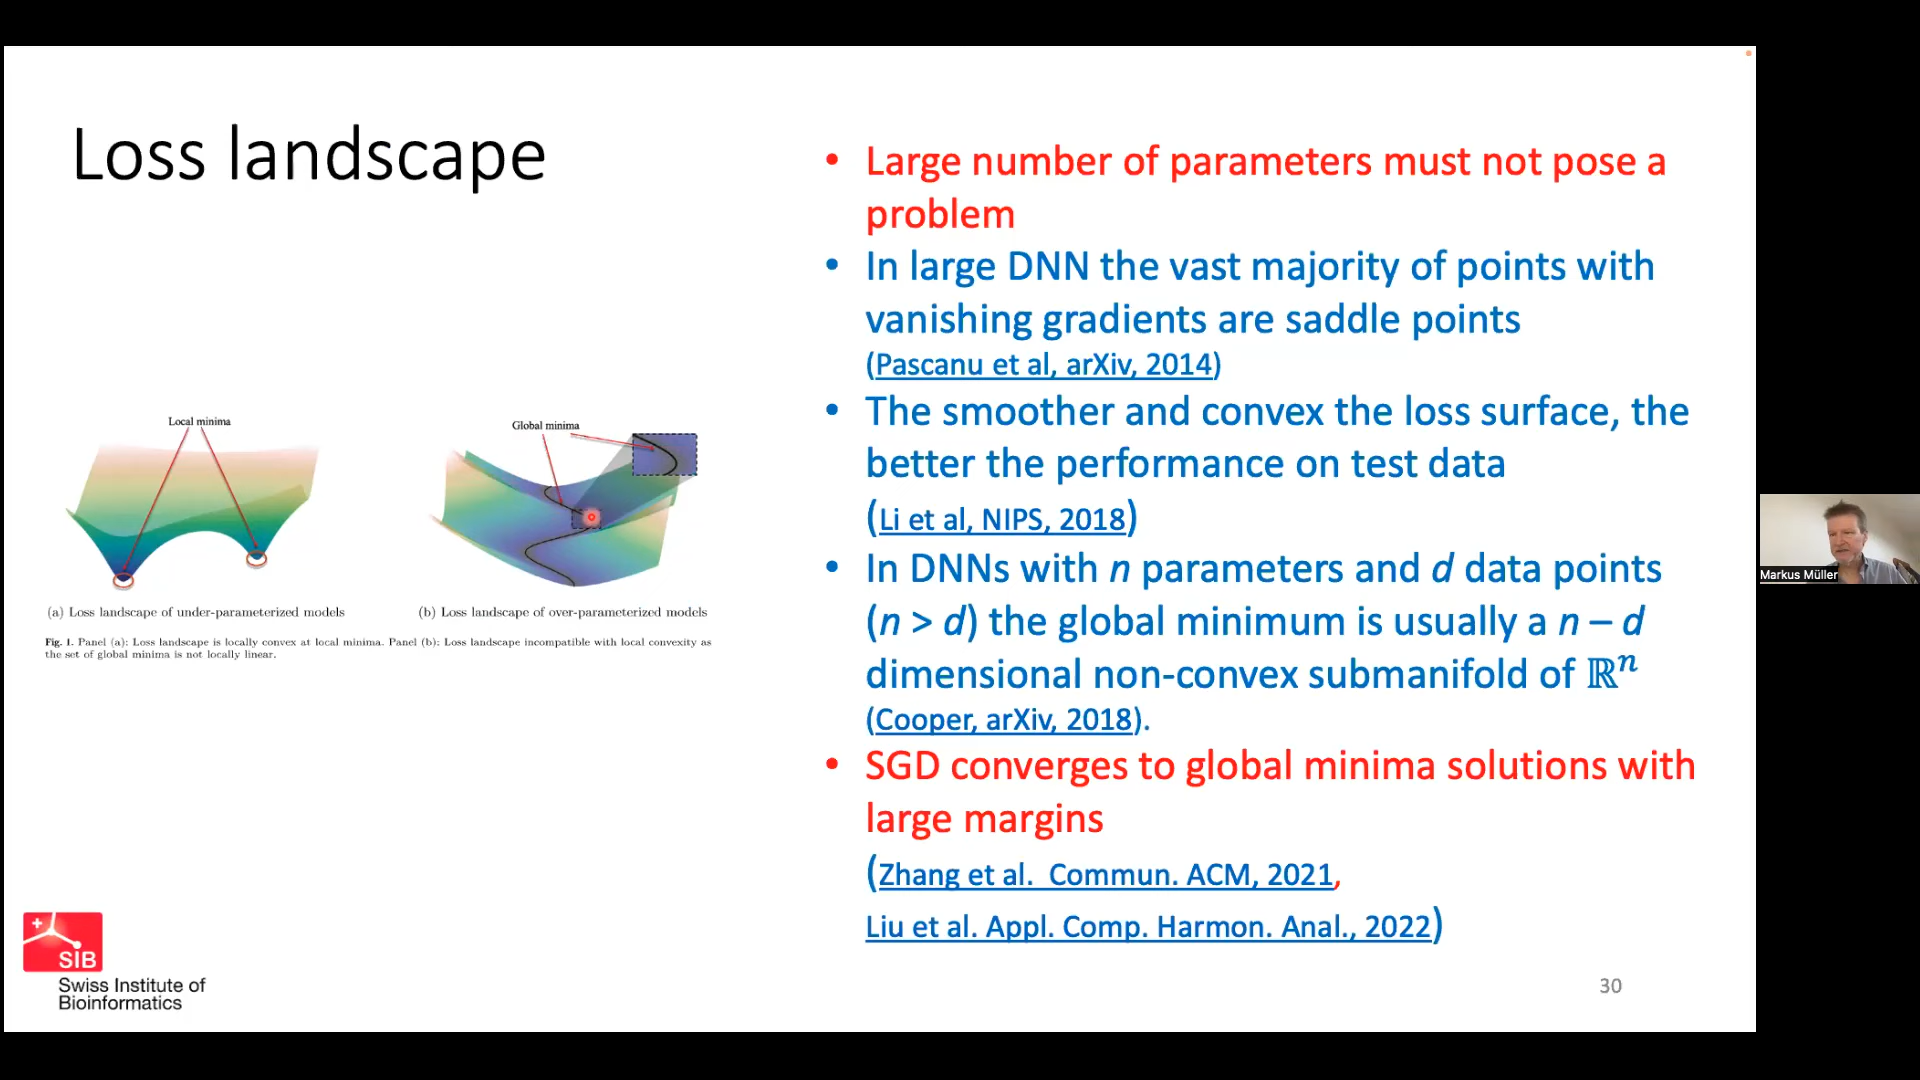 Loss landscape
• Large number of parameters must not pose a
problem
• In large DNN the vast majority of points with
vanishing gradients are saddle points
(Pascanu et al, arXiv, 2014)
• The smoother and convex the loss surface, the
better the performance on test data
(Li et al, NIPS, 2018)
• In DNNs with n parameters and d data points
(n > d) the global minimum is usually a n – d
dimensional non-convex submanifold of ℝⁿ
(Cooper, arXiv, 2018).
• SGD converges to global minima solutions with
large margins
(Zhang et al. Commun. ACM, 2021,
Liu et al. Appl. Comp. Harmon. Anal., 2022)
Local minima
Global minima
(a) Loss landscape of under-parameterized models
(b) Loss landscape of over-parameterized models
Fig. 1. Panel (a): Loss landscape is locally convex at local minima. Panel (b): Loss landscape incompatible with local convexity as
the set of global minima is not locally linear.
SIB
Swiss Institute of
Bioinformatics
30
Markus Müller